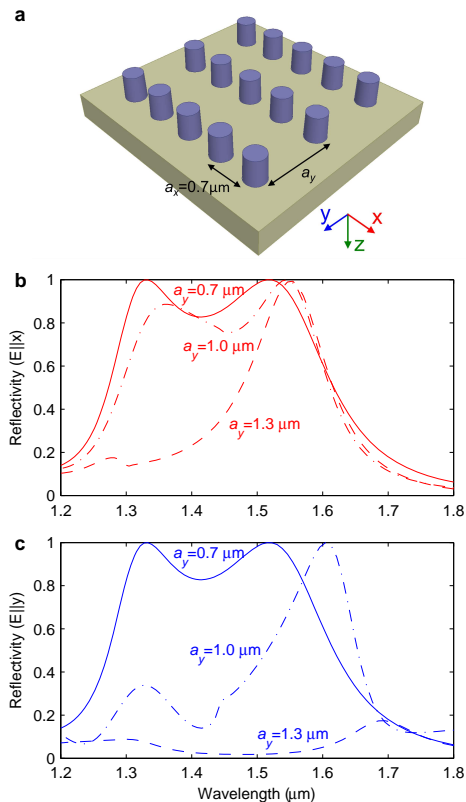 a
a_x=0.7μm
a_y
y
x
z
b
Reflectivity (E||x)
1
0.8
0.6
0.4
0.2
0
a_y=0.7 μm
a_y=1.0 μm
a_y=1.3 μm
1.2 1.3 1.4 1.5 1.6 1.7 1.8
c
Reflectivity (E||y)
1
0.8
0.6
0.4
0.2
0
a_y=0.7 μm
a_y=1.0 μm
a_y=1.3 μm
1.2 1.3 1.4 1.5 1.6 1.7 1.8
Wavelength (μm)